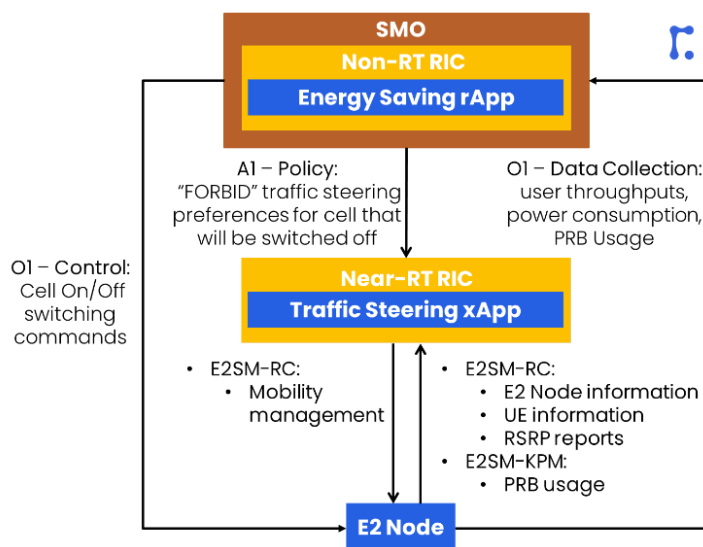 SMO
Non-RT RIC
Energy Saving rApp
A1 – Policy:
“FORBID” traffic steering
preferences for cell that
will be switched off
O1 – Data Collection:
user throughputs,
power consumption,
PRB Usage
O1 – Control:
Cell On/Off
switching
commands
Near-RT RIC
Traffic Steering xApp
• E2SM-RC:
• Mobility
management
• E2SM-RC:
• E2 Node information
• UE information
• RSRP reports
• E2SM-KPM:
• PRB usage
E2 Node